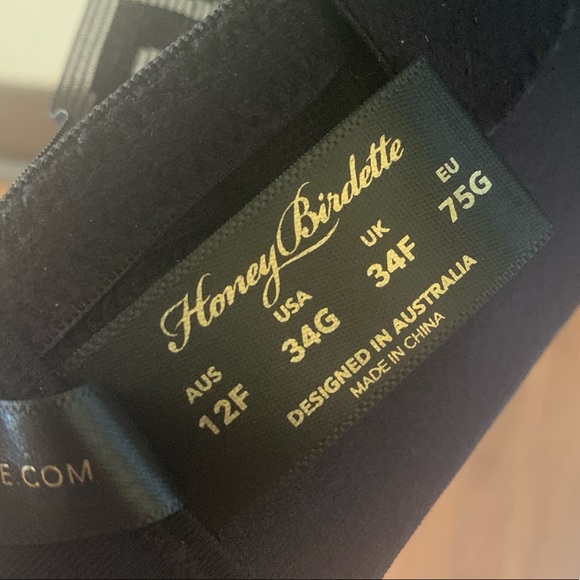 Honey Birdette
AUS USA UK EU
12F 34G 34F 75G
DESIGNED IN AUSTRALIA
MADE IN CHINA
E.COM